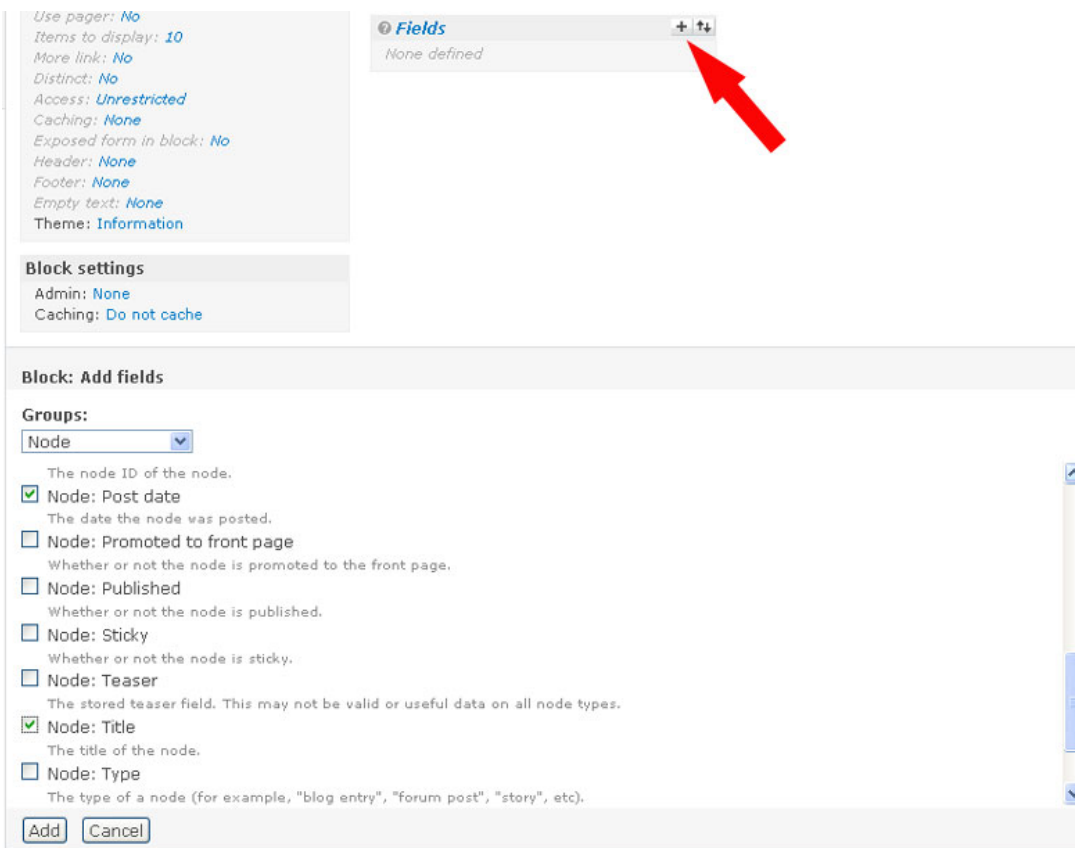 Use pager: No
Items to display: 10
More link: No
Distinct: No
Access: Unrestricted
Caching: None
Exposed form in block: No
Header: None
Footer: None
Empty text: None
Theme: Information
Block settings
Admin: None
Caching: Do not cache
Fields
None defined
Block: Add fields
Groups:
Node
The node ID of the node.
Node: Post date
The date the node was posted.
Node: Promoted to front page
Whether or not the node is promoted to the front page.
Node: Published
Whether or not the node is published.
Node: Sticky
Whether or not the node is sticky.
Node: Teaser
The stored teaser field. This may not be valid or useful data on all node types.
Node: Title
The title of the node.
Node: Type
The type of a node (for example, "blog entry", "forum post", "story", etc).
Add Cancel